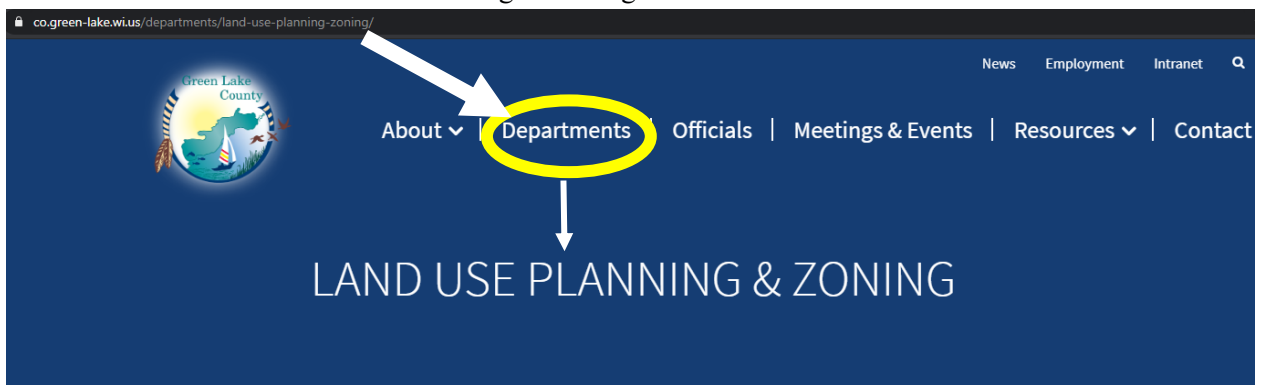 co.green-lake.wi.us/departments/land-use-planning-zoning/
News Employment Intranet
Green Lake
County
About | Departments | Officials | Meetings & Events | Resources | Contact
LAND USE PLANNING & ZONING